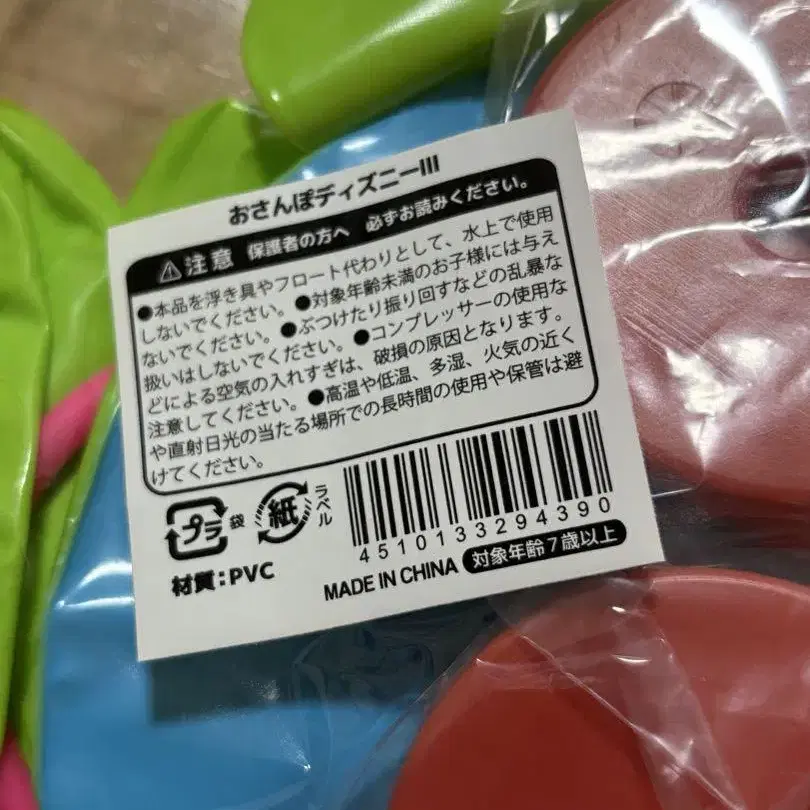 おさんぽディズニーIII
⚠注意 保護者の方へ 必ずお読みください。
●本品を浮き具やフロート代わりとして、水上で使用
しないでください。●対象年齢未満のお子様には与え
ないでください。●ぶつけたり振り回すなどの乱暴な
扱いはしないでください。●コンプレッサーの使用な
どによる空気の入れすぎは、破損の原因となります。
注意してください。●高温や低温、多湿、火気の近く
や直射日光の当たる場所での長時間の使用や保管は避
けてください。
プラ 袋 紙 ラベル
4510133294390
材質:PVC MADE IN CHINA 対象年齢7歳以上